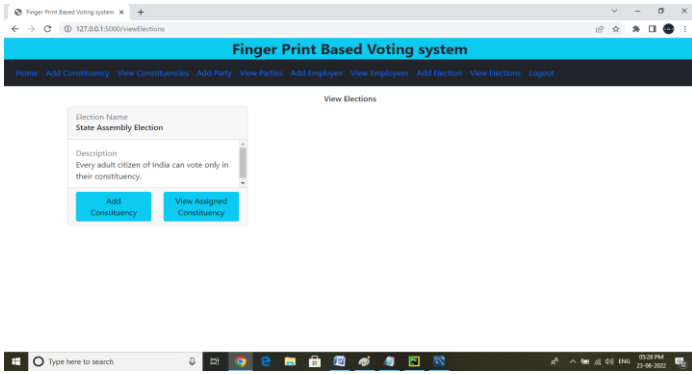 Finger Print Based Voting system
127.0.0.1:5000/viewElections
Finger Print Based Voting system
Home Add Constituency View Constituencies Add Party View Parties Add Employee View Employees Add Election View Elections Logout
View Elections
Election Name
State Assembly Election
Description
Every adult citizen of India can vote only in
their constituency.
Add
Constituency
View Assigned
Constituency
Type here to search
ENG
05:28 PM
23-06-2022